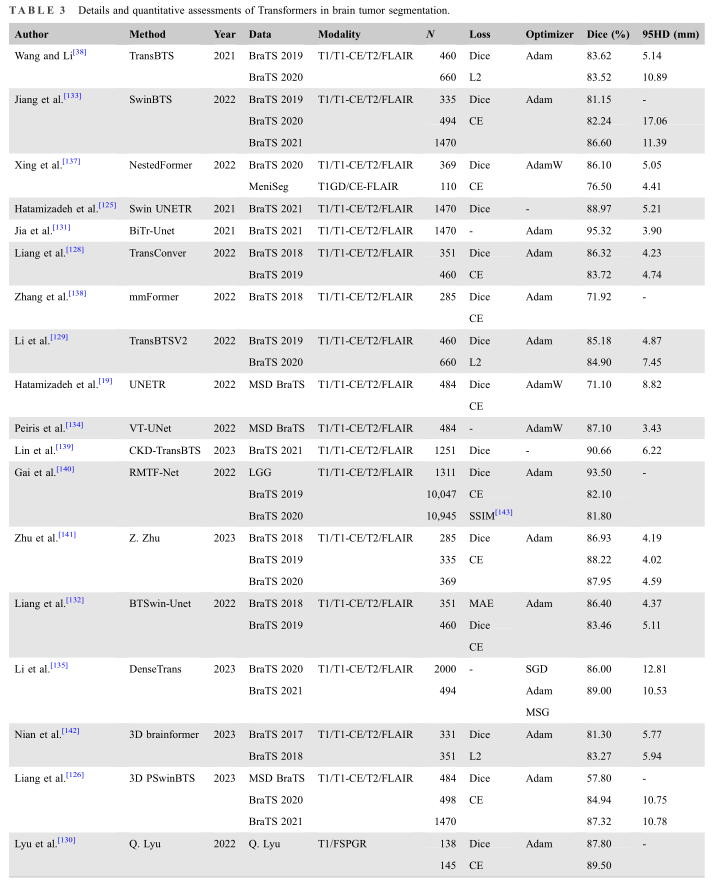 TABLE 3 Details and quantitative assessments of Transformers in brain tumor segmentation.
Author Method Year Data Modality N Loss Optimizer Dice (%) 95HD (mm)
Wang and Li[38] TransBTS 2021 BraTS 2019 T1/T1-CE/T2/FLAIR 460 Dice Adam 83.62 5.14
BraTS 2020 660 L2 83.52 10.89
Jiang et al.[133] SwinBTS 2022 BraTS 2019 T1/T1-CE/T2/FLAIR 335 Dice Adam 81.15 -
BraTS 2020 494 CE 82.24 17.06
BraTS 2021 1470 86.60 11.39
Xing et al.[137] NestedFormer 2022 BraTS 2020 T1/T1-CE/T2/FLAIR 369 Dice AdamW 86.10 5.05
MeniSeg T1GD/CE-FLAIR 110 CE 76.50 4.41
Hatamizadeh et al.[125] Swin UNETR 2021 BraTS 2021 T1/T1-CE/T2/FLAIR 1470 Dice - 88.97 5.21
Jia et al.[131] BiTr-Unet 2021 BraTS 2021 T1/T1-CE/T2/FLAIR 1470 - Adam 95.32 3.90
Liang et al.[128] TransConver 2022 BraTS 2018 T1/T1-CE/T2/FLAIR 351 Dice Adam 86.32 4.23
BraTS 2019 460 CE 83.72 4.74
Zhang et al.[138] mmFormer 2022 BraTS 2018 T1/T1-CE/T2/FLAIR 285 Dice Adam 71.92 -
CE
Li et al.[129] TransBTSV2 2022 BraTS 2019 T1/T1-CE/T2/FLAIR 460 Dice Adam 85.18 4.87
BraTS 2020 660 L2 84.90 7.45
Hatamizadeh et al.[19] UNETR 2022 MSD BraTS T1/T1-CE/T2/FLAIR 484 Dice AdamW 71.10 8.82
CE
Peiris et al.[134] VT-UNet 2022 MSD BraTS T1/T1-CE/T2/FLAIR 484 - AdamW 87.10 3.43
Lin et al.[139] CKD-TransBTS 2023 BraTS 2021 T1/T1-CE/T2/FLAIR 1251 Dice - 90.66 6.22
Gai et al.[140] RMTF-Net 2022 LGG T1/T1-CE/T2/FLAIR 1311 Dice Adam 93.50 -
BraTS 2019 10,047 CE 82.10
BraTS 2020 10,945 SSIM[143] 81.80
Zhu et al.[141] Z. Zhu 2023 BraTS 2018 T1/T1-CE/T2/FLAIR 285 Dice Adam 86.93 4.19
BraTS 2019 335 CE 88.22 4.02
BraTS 2020 369 87.95 4.59
Liang et al.[132] BTSwin-Unet 2022 BraTS 2018 T1/T1-CE/T2/FLAIR 351 MAE Adam 86.40 4.37
BraTS 2019 460 Dice 83.46 5.11
CE
Li et al.[135] DenseTrans 2023 BraTS 2020 T1/T1-CE/T2/FLAIR 2000 - SGD 86.00 12.81
BraTS 2021 494 Adam 89.00 10.53
MSG
Nian et al.[142] 3D brainformer 2023 BraTS 2017 T1/T1-CE/T2/FLAIR 331 Dice Adam 81.30 5.77
BraTS 2018 351 L2 83.27 5.94
Liang et al.[126] 3D PSwinBTS 2023 MSD BraTS T1/T1-CE/T2/FLAIR 484 Dice Adam 57.80 -
BraTS 2020 498 CE 84.94 10.75
BraTS 2021 1470 87.32 10.78
Lyu et al.[130] Q. Lyu 2022 Q. Lyu T1/FSPGR 138 Dice Adam 87.80 -
145 CE 89.50